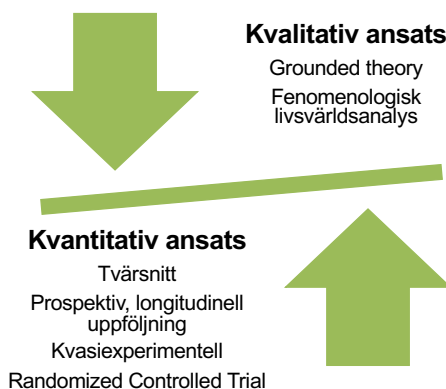 Kvalitativ ansats
Grounded theory
Fenomenologisk
livsvärldsanalys
Kvantitativ ansats
Tvärsnitt
Prospektiv, longitudinell
uppföljning
Kvasiexperimentell
Randomized Controlled Trial